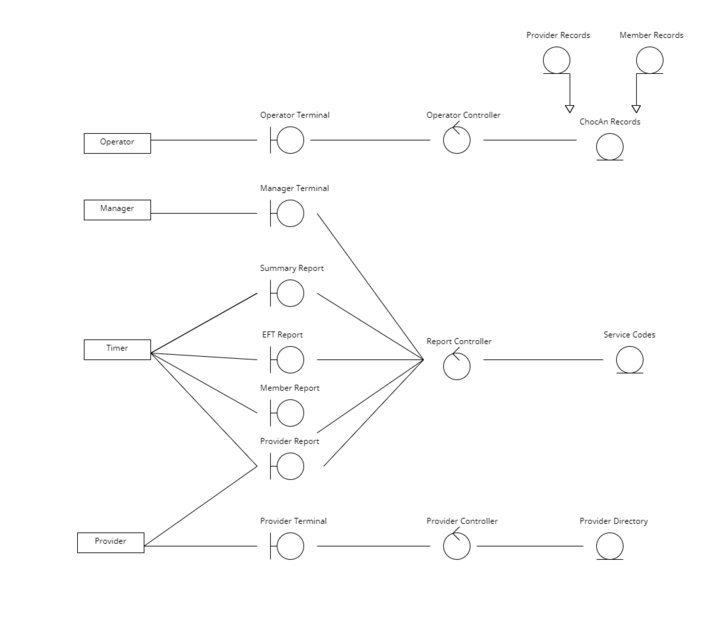 Provider Records
Member Records
Operator Terminal
Operator Controller
ChocAn Records
Operator
Manager Terminal
Manager
Summary Report
EFT Report
Report Controller
Service Codes
Timer
Member Report
Provider Report
Provider Terminal
Provider Controller
Provider Directory
Provider